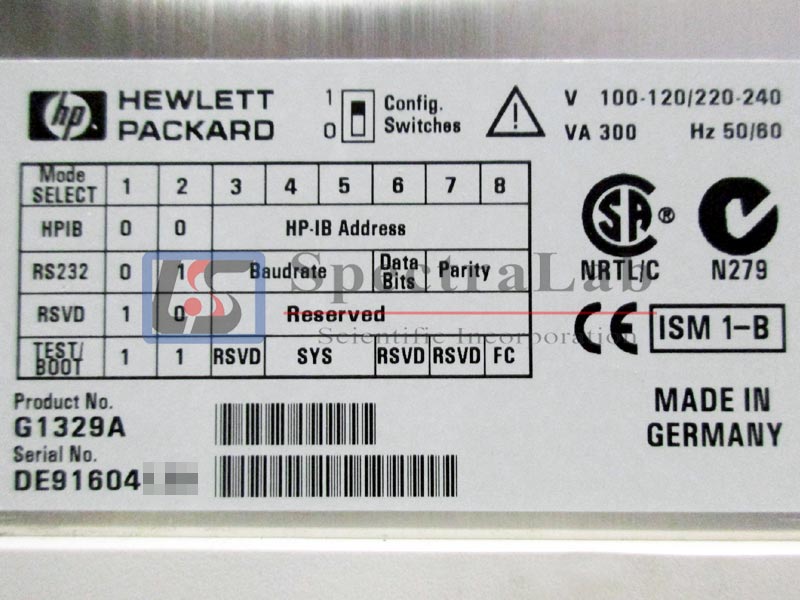 hp HEWLETT PACKARD
1 0 Config. Switches
V 100-120/220-240
VA 300 Hz 50/60
Mode SELECT 1 2 3 4 5 6 7 8
HPIB 0 0 HP-IB Address
RS232 0 1 Baudrate Data Bits Parity
RSVD 1 0 Reserved
TEST/BOOT 1 1 RSVD SYS RSVD RSVD FC
SA ®
NRTL/C
N279
CE ISM 1-B
SpectraLab
Scientific Incorporation
Product No.
G1329A
Serial No.
DE91604
MADE IN
GERMANY